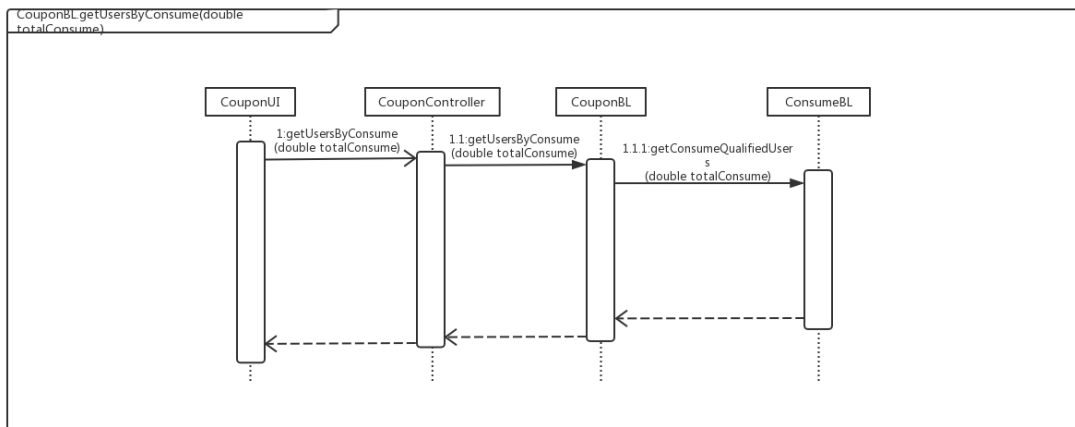 CouponBL.getUsersByConsume(double
totalConsume)
CouponUI
CouponController
CouponBL
ConsumeBL
1:getUsersByConsume
(double totalConsume)
1.1:getUsersByConsume
(double totalConsume)
1.1.1:getConsumeQualifiedUser
s
(double totalConsume)